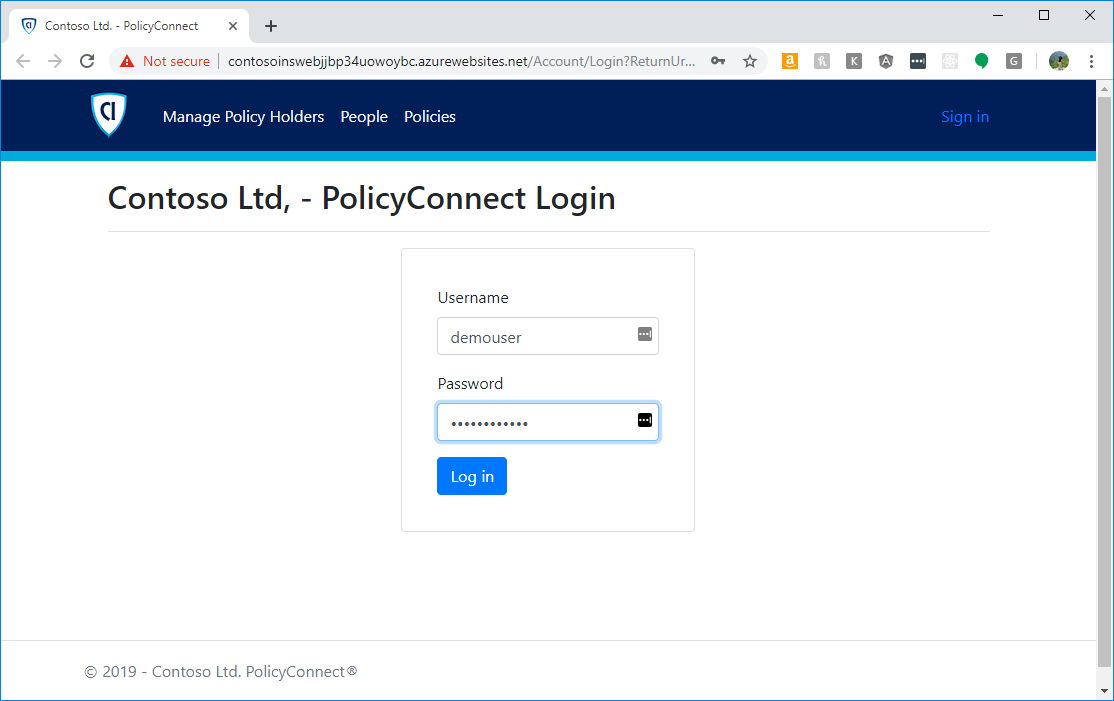 Contoso Ltd. - PolicyConnect
Not secure contosoinswebjjbp34uowoybc.azurewebsites.net/Account/Login?ReturnUr...
CI Manage Policy Holders People Policies Sign in
Contoso Ltd, - PolicyConnect Login
Username
demouser
Password
••••••••••••
Log in
© 2019 - Contoso Ltd. PolicyConnect®